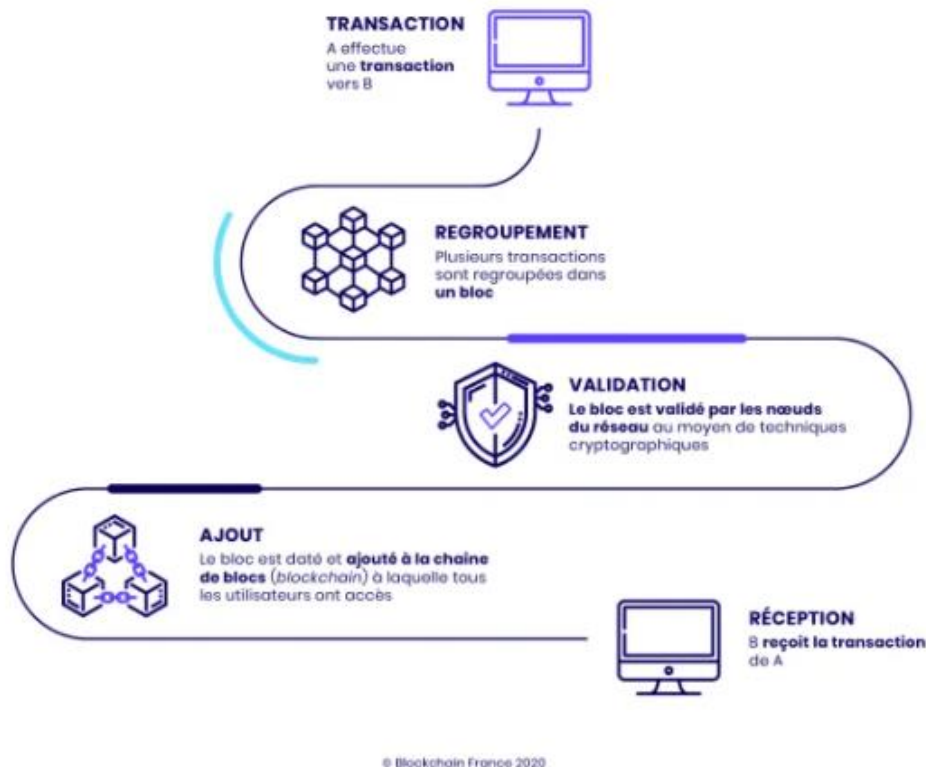 TRANSACTION
A effectue
une transaction
vers B
REGROUPEMENT
Plusieurs transactions
sont regroupées dans
un bloc
VALIDATION
Le bloc est validé par les nœuds
du réseau au moyen de techniques
cryptographiques
AJOUT
Le bloc est daté et ajouté à la chaîne
de blocs (blockchain) à laquelle tous
les utilisateurs ont accès
RÉCEPTION
B reçoit la transaction
de A
© Blockchain France 2020